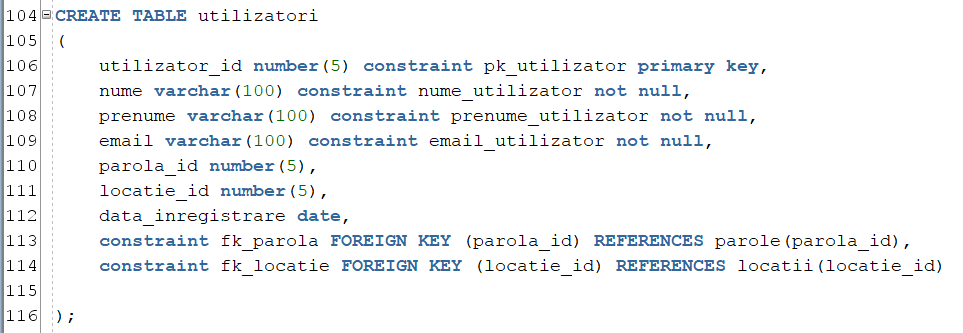 104 CREATE TABLE utilizatori
105 (
106     utilizator_id number(5) constraint pk_utilizator primary key,
107     nume varchar(100) constraint nume_utilizator not null,
108     prenume varchar(100) constraint prenume_utilizator not null,
109     email varchar(100) constraint email_utilizator not null,
110     parola_id number(5),
111     locatie_id number(5),
112     data_inregistrare date,
113     constraint fk_parola FOREIGN KEY (parola_id) REFERENCES parole(parola_id),
114     constraint fk_locatie FOREIGN KEY (locatie_id) REFERENCES locatii(locatie_id)
115
116 );